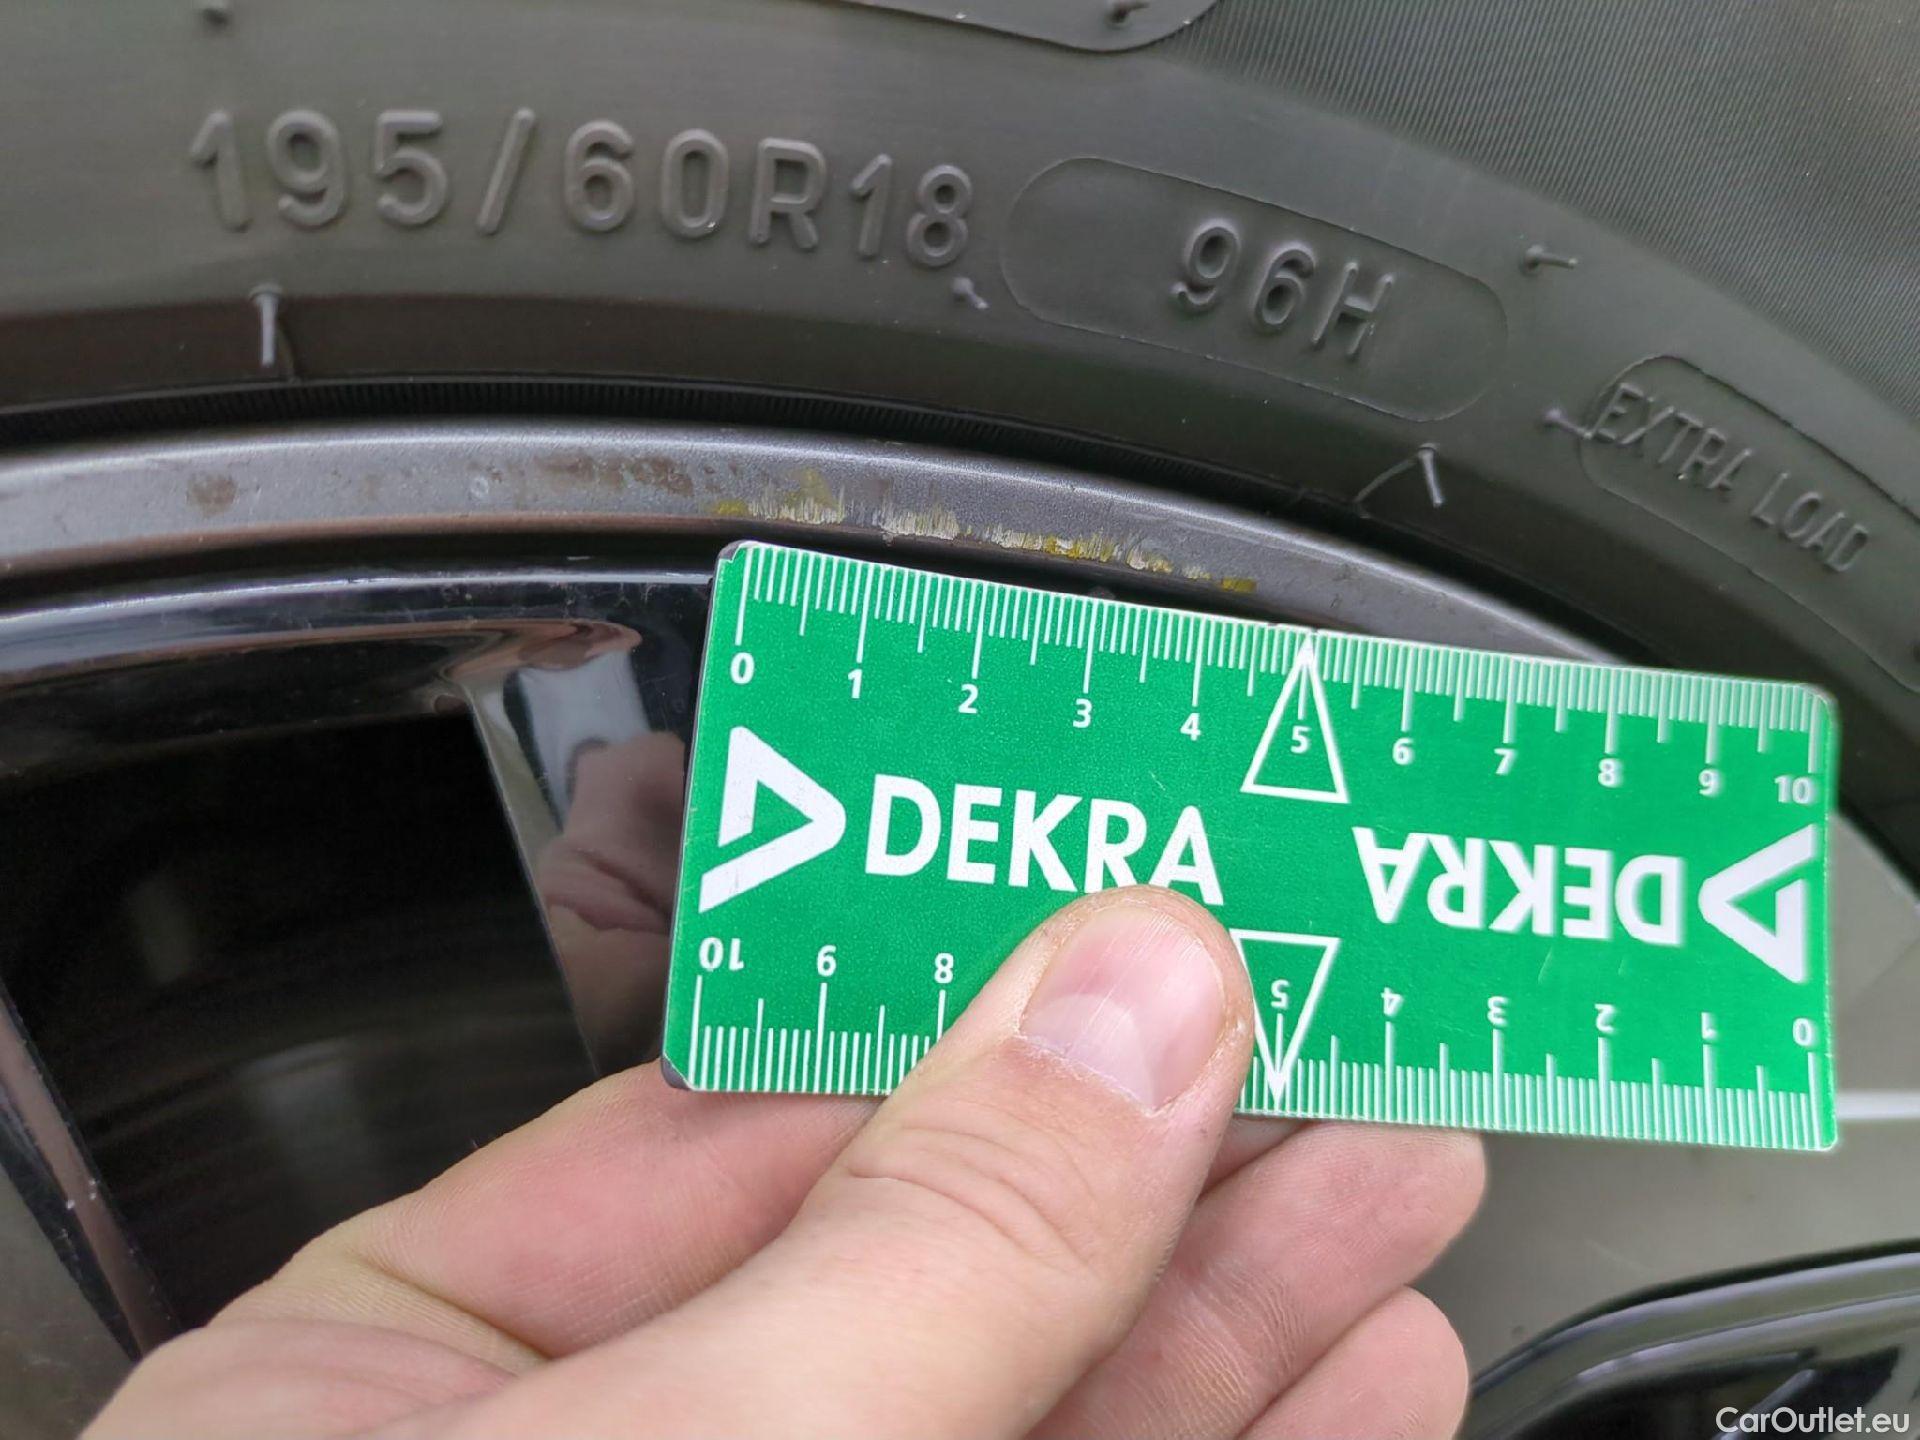 195/60R18 96H
EXTRA LOAD
0 1 2 3 4 5 6 7 8 9 10
DEKRA DEKRA
10 9 8 5 4 3 2 1 0
CarOutlet.eu